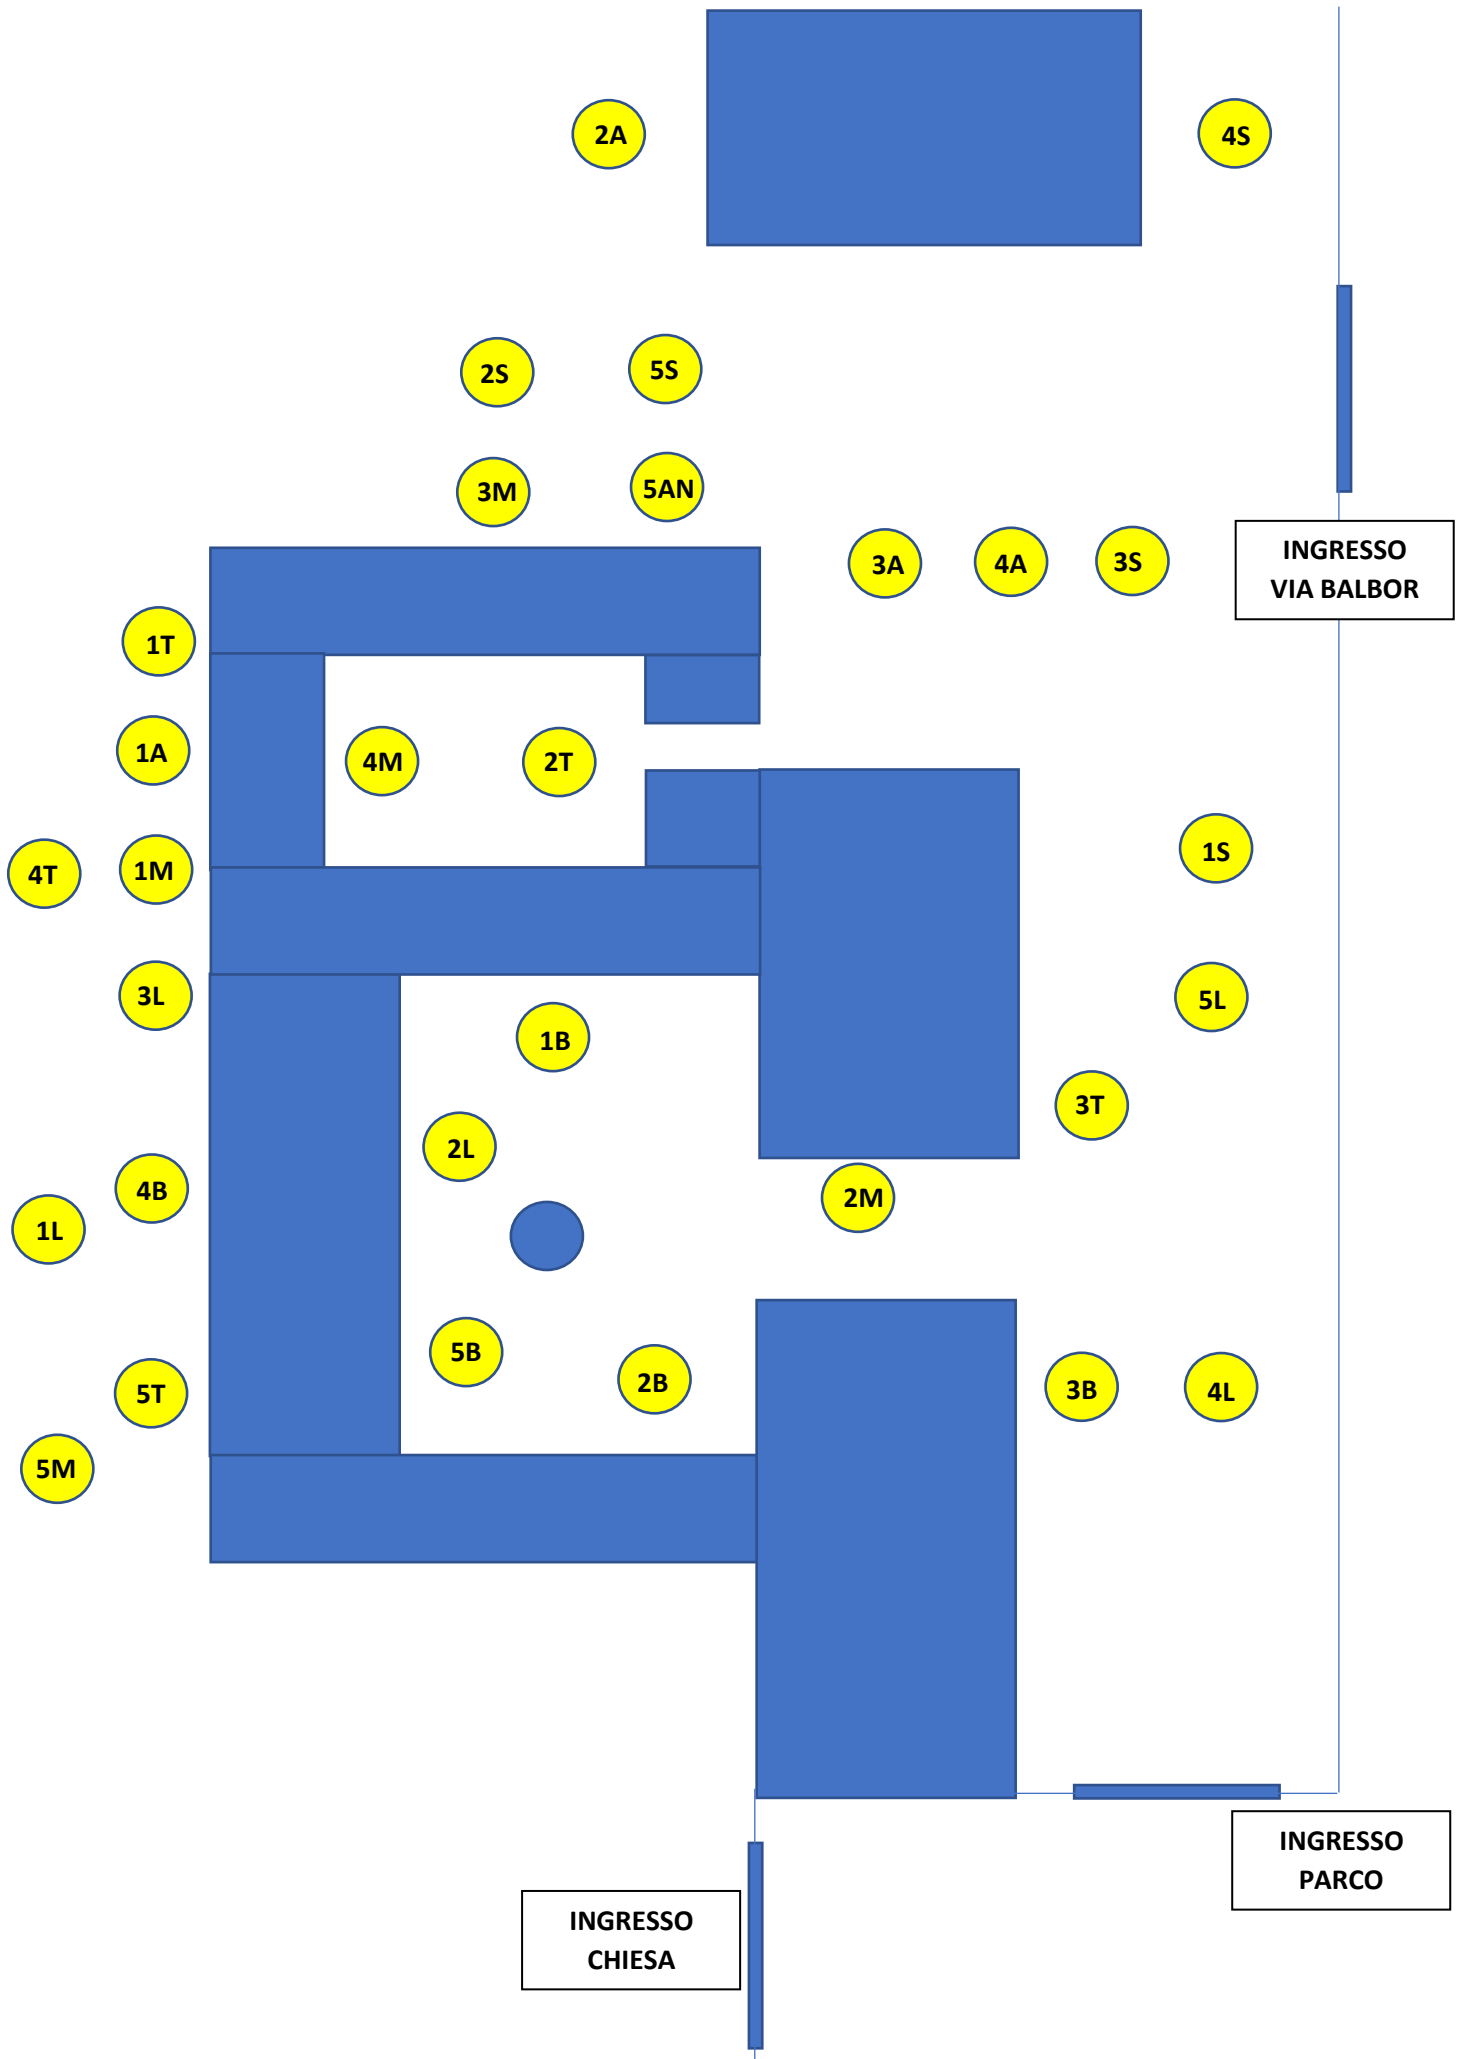 2A
4S
2S
5S
3M
5AN
3A
4A
3S
INGRESSO
VIA BALBOR
1T
1A
4M
2T
4T
1M
1S
3L
5L
1B
3T
2L
4B
2M
1L
5B
2B
3B
4L
5T
5M
INGRESSO
PARCO
INGRESSO
CHIESA